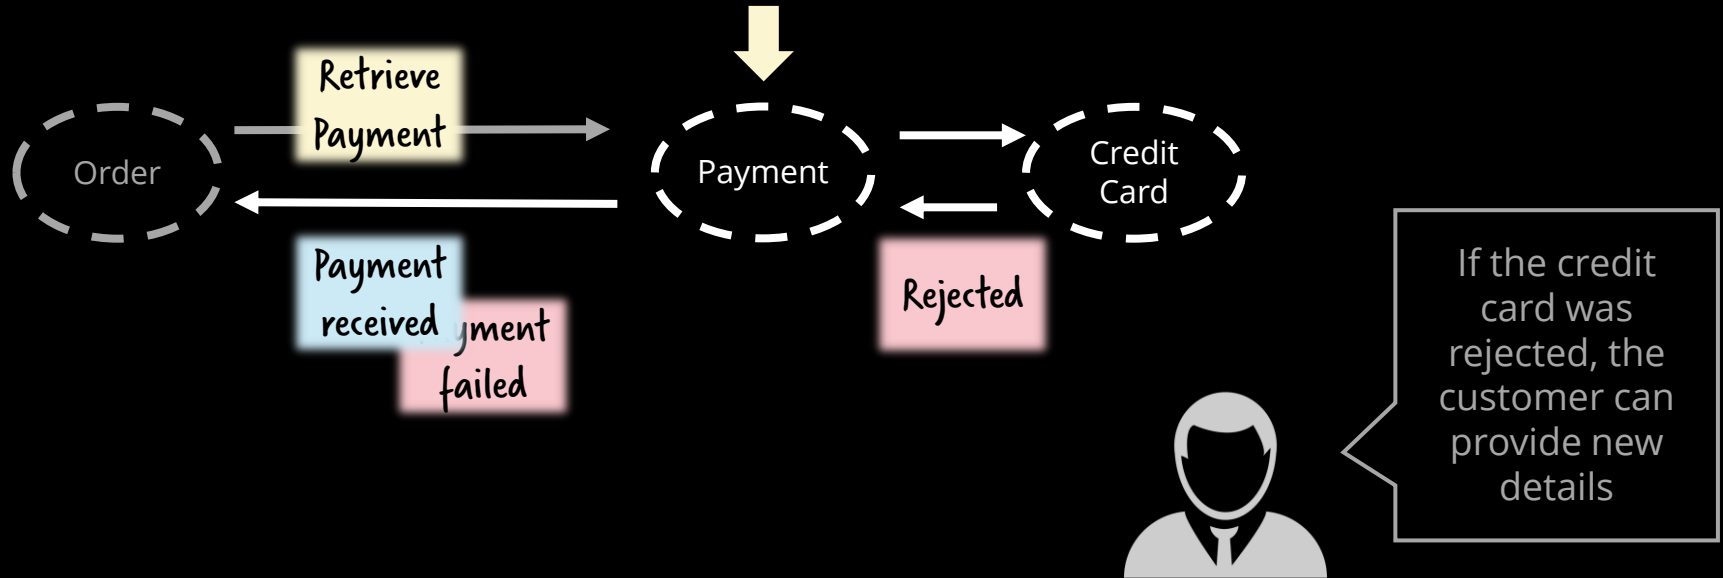 Retrieve
Payment
Order
Payment
Credit
Card
Payment
received
failed
Rejected
If the credit
card was
rejected, the
customer can
provide new
details